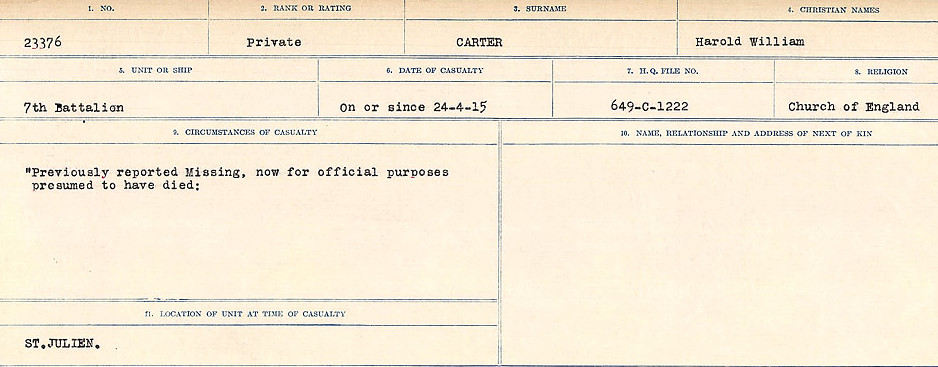 1. NO. 2. RANK OR RATING 3. SURNAME 4. CHRISTIAN NAMES
23376 Private CARTER Harold William
5. UNIT OR SHIP 6. DATE OF CASUALTY 7. H.Q. FILE NO. 8. RELIGION
7th Battalion On or since 24-4-15 649-C-1222 Church of England
9. CIRCUMSTANCES OF CASUALTY 10. NAME, RELATIONSHIP AND ADDRESS OF NEXT OF KIN
"Previously reported Missing, now for official purposes
presumed to have died:
11. LOCATION OF UNIT AT TIME OF CASUALTY
ST.JULIEN.